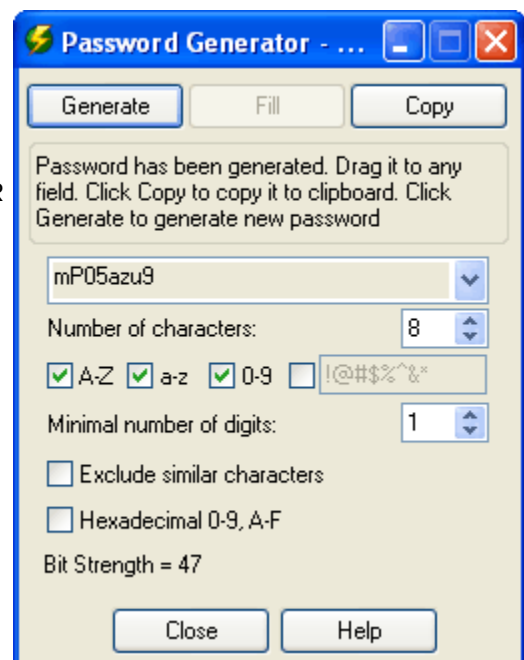 Password Generator - ...
Generate Fill Copy
R
Password has been generated. Drag it to any
field. Click Copy to copy it to clipboard. Click
Generate to generate new password
mP05azu9
Number of characters: 8
A-Z a-z 0-9 !@#$%^&*
Minimal number of digits: 1
Exclude similar characters
Hexadecimal 0-9, A-F
Bit Strength = 47
Close Help